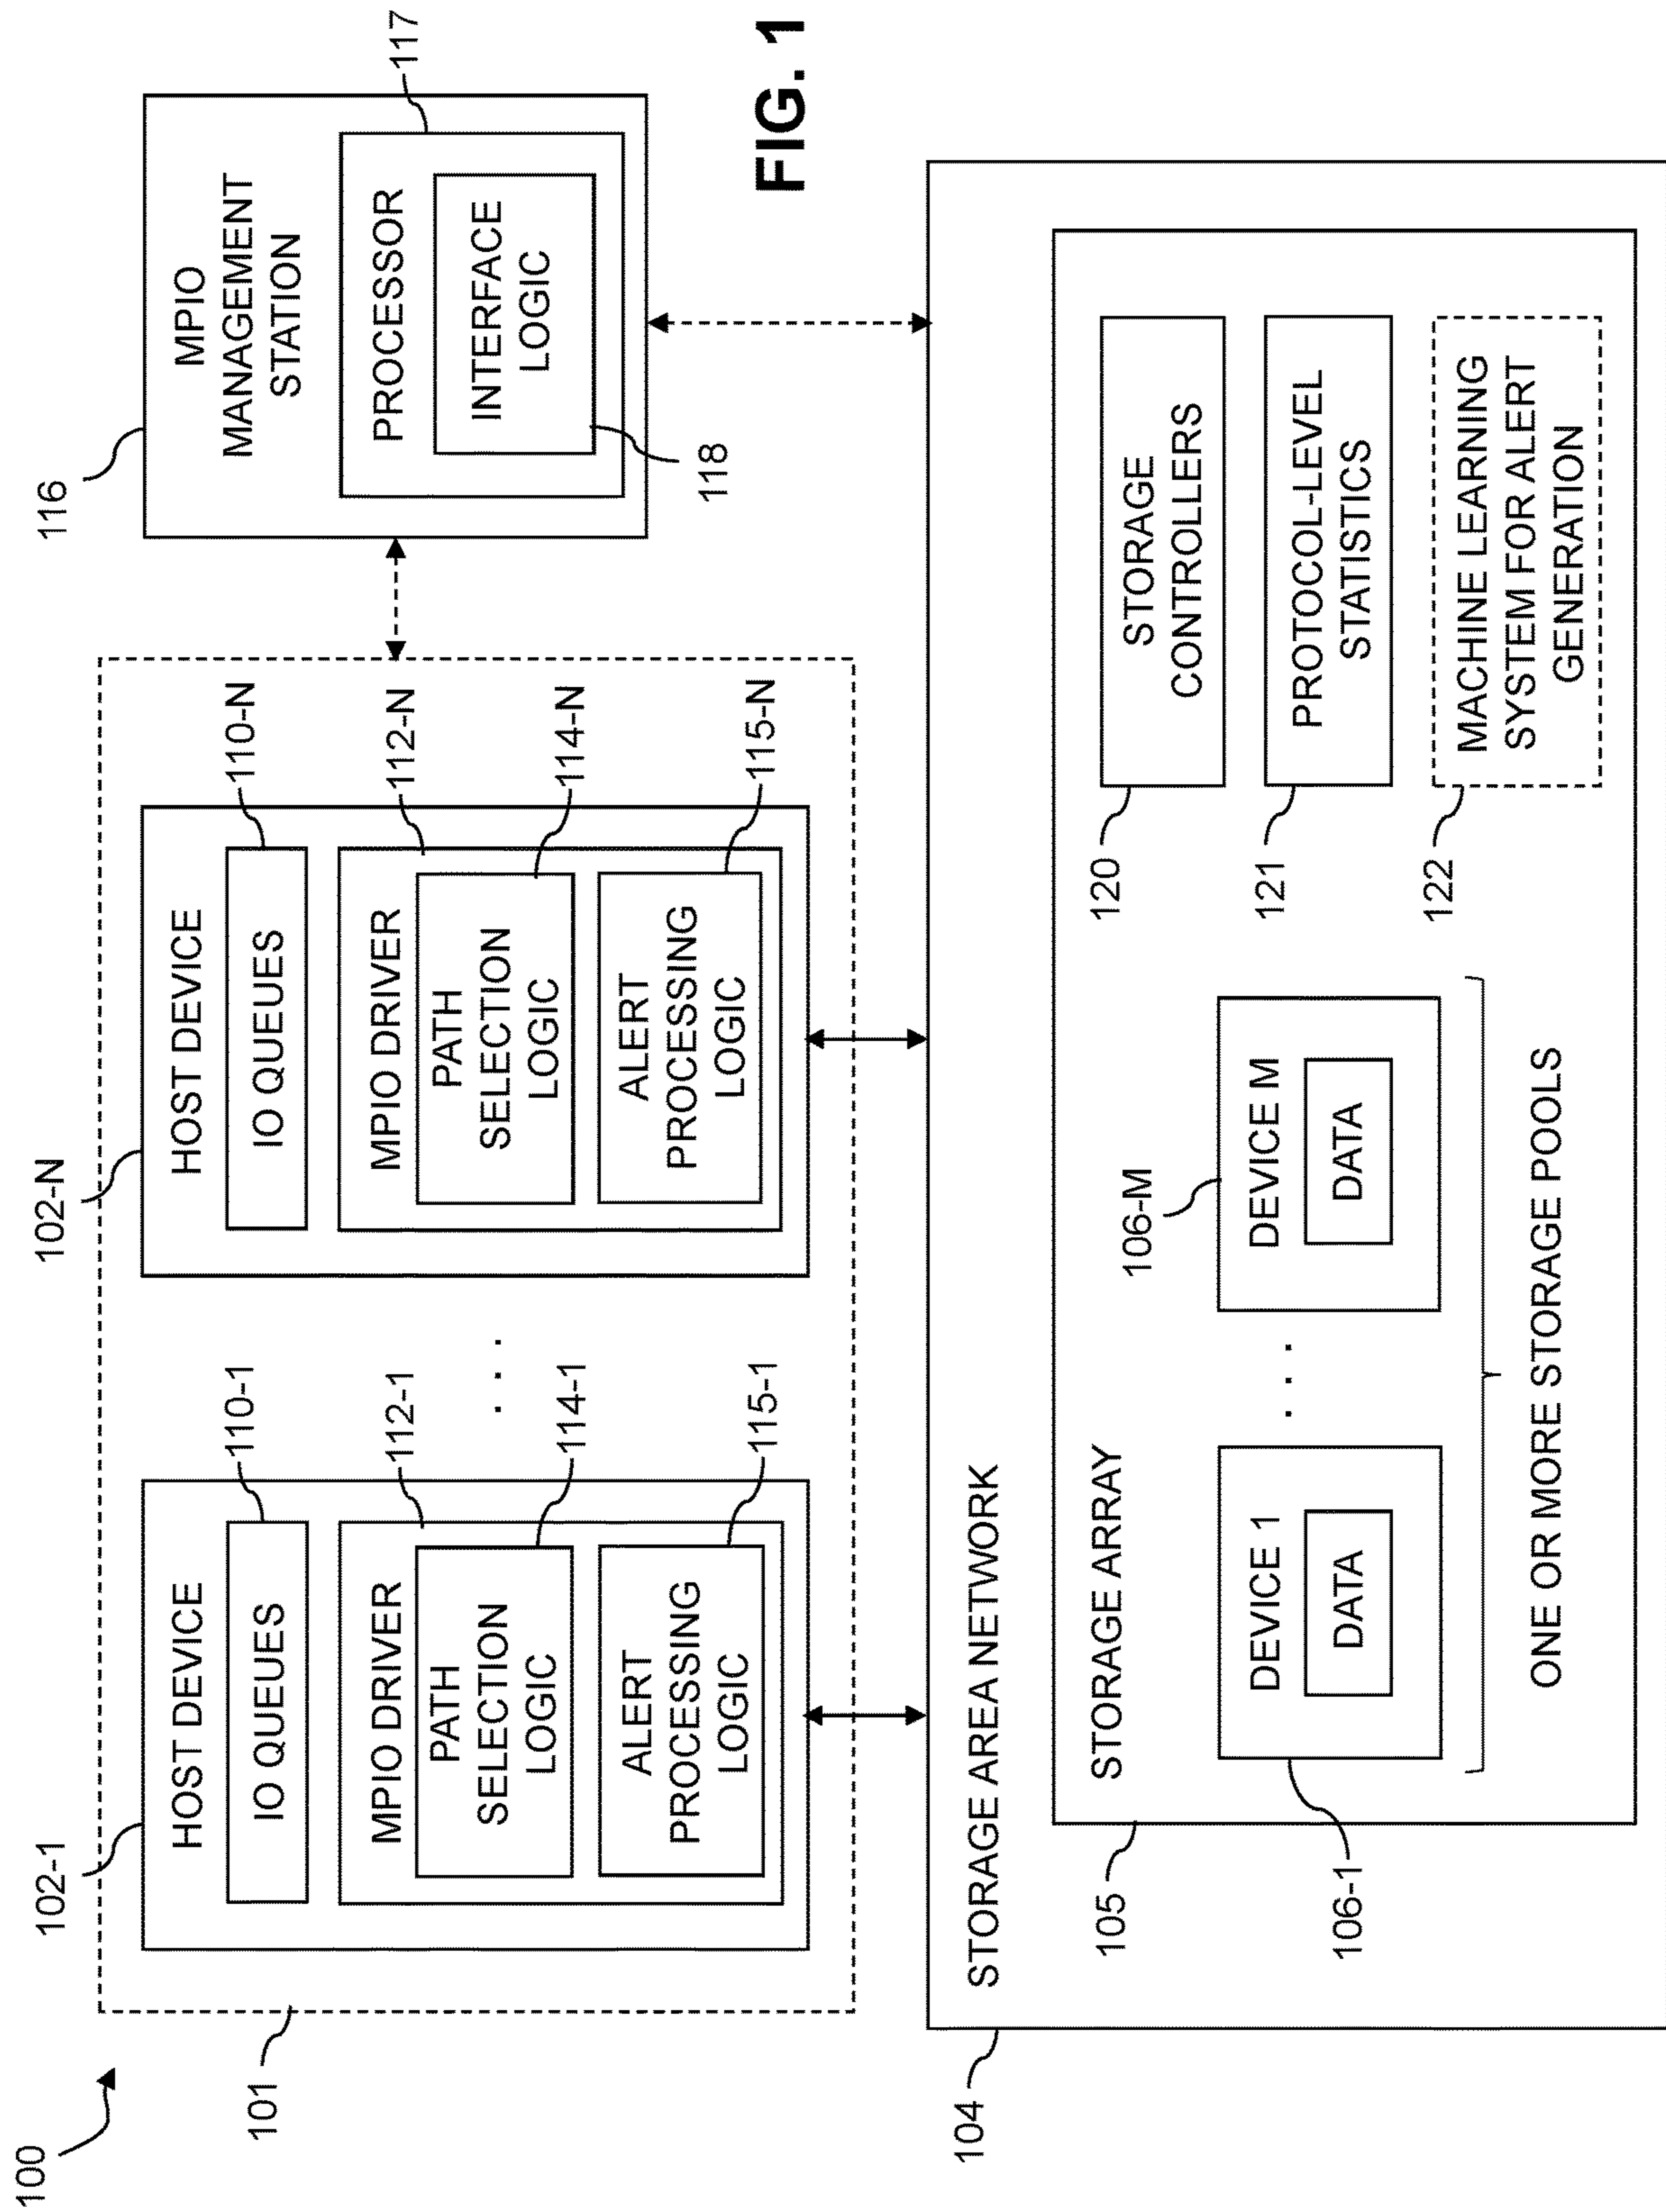 100
101
102-1
HOST DEVICE
110-1
IO QUEUES
112-1
MPIO DRIVER
114-1
PATH
SELECTION
LOGIC
115-1
ALERT
PROCESSING
LOGIC
. . .
102-N
HOST DEVICE
110-N
IO QUEUES
112-N
MPIO DRIVER
114-N
PATH
SELECTION
LOGIC
115-N
ALERT
PROCESSING
LOGIC
116
MPIO
MANAGEMENT
STATION
117
PROCESSOR
INTERFACE
LOGIC
118
FIG. 1
104
STORAGE AREA NETWORK
105
STORAGE ARRAY
106-1
DEVICE 1
DATA
. . .
106-M
DEVICE M
DATA
ONE OR MORE STORAGE POOLS
120
STORAGE
CONTROLLERS
121
PROTOCOL-LEVEL
STATISTICS
122
MACHINE LEARNING
SYSTEM FOR ALERT
GENERATION